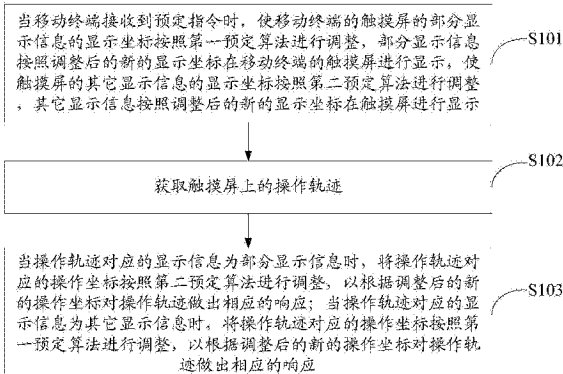 当移动终端接收到预定指令时，使移动终端的触摸屏的部分显
示信息的显示坐标按照第一预定算法进行调整，部分显示信息
按照调整后的新的显示坐标在移动终端的触摸屏进行显示，使
触摸屏的其它显示信息的显示坐标按照第二预定算法进行调整
，其它显示信息按照调整后的新的显示坐标在触摸屏进行显示
S101
获取触摸屏上的操作轨迹
S102
当操作轨迹对应的显示信息为部分显示信息时，将操作轨迹对
应的操作坐标按照第二预定算法进行调整，以根据调整后的新
的操作坐标对操作轨迹做出相应的响应；当操作轨迹对应的显
示信息为其它显示信息时，将操作轨迹对应的操作坐标按照第
一预定算法进行调整，以根据调整后的新的操作坐标对操作轨
迹做出相应的响应
S103